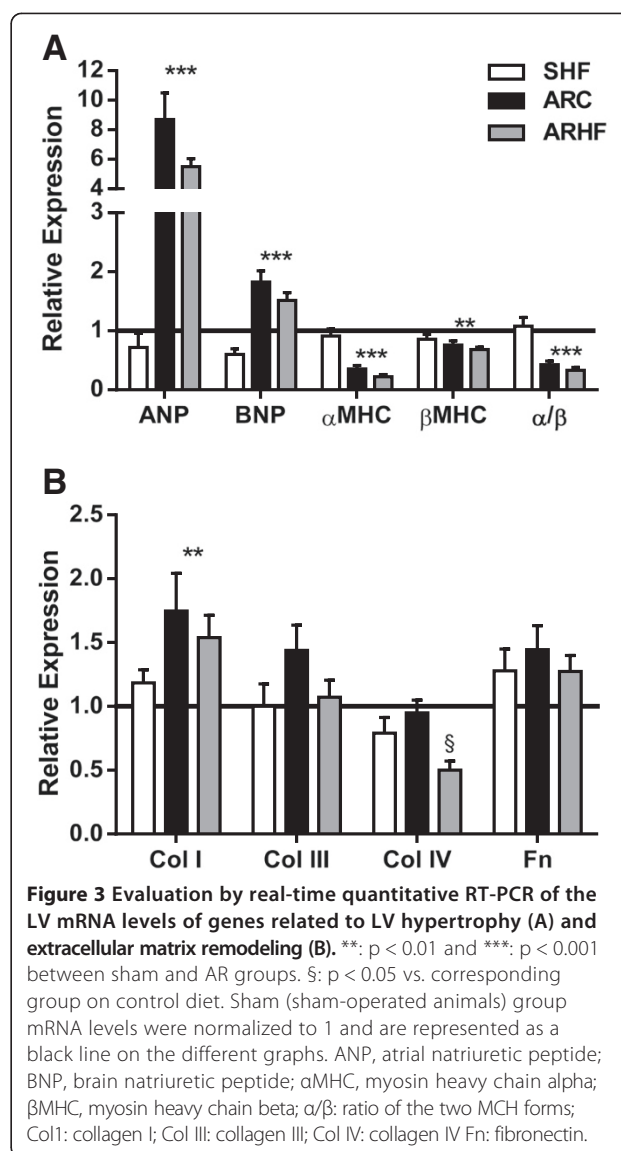 A
12
10
8
6
4
3
2
1
0
Relative Expression
***
***
***
**
***
SHF
ARC
ARHF
ANP BNP αMHC βMHC α/β
B
2.5
2.0
1.5
1.0
0.5
0.0
Relative Expression
**
§
Col I Col III Col IV Fn
Figure 3 Evaluation by real-time quantitative RT-PCR of the
LV mRNA levels of genes related to LV hypertrophy (A) and
extracellular matrix remodeling (B). **: p < 0.01 and ***: p < 0.001
between sham and AR groups. §: p < 0.05 vs. corresponding
group on control diet. Sham (sham-operated animals) group
mRNA levels were normalized to 1 and are represented as a
black line on the different graphs. ANP, atrial natriuretic peptide;
BNP, brain natriuretic peptide; αMHC, myosin heavy chain alpha;
βMHC, myosin heavy chain beta; α/β: ratio of the two MCH forms;
Col1: collagen I; Col III: collagen III; Col IV: collagen IV Fn: fibronectin.